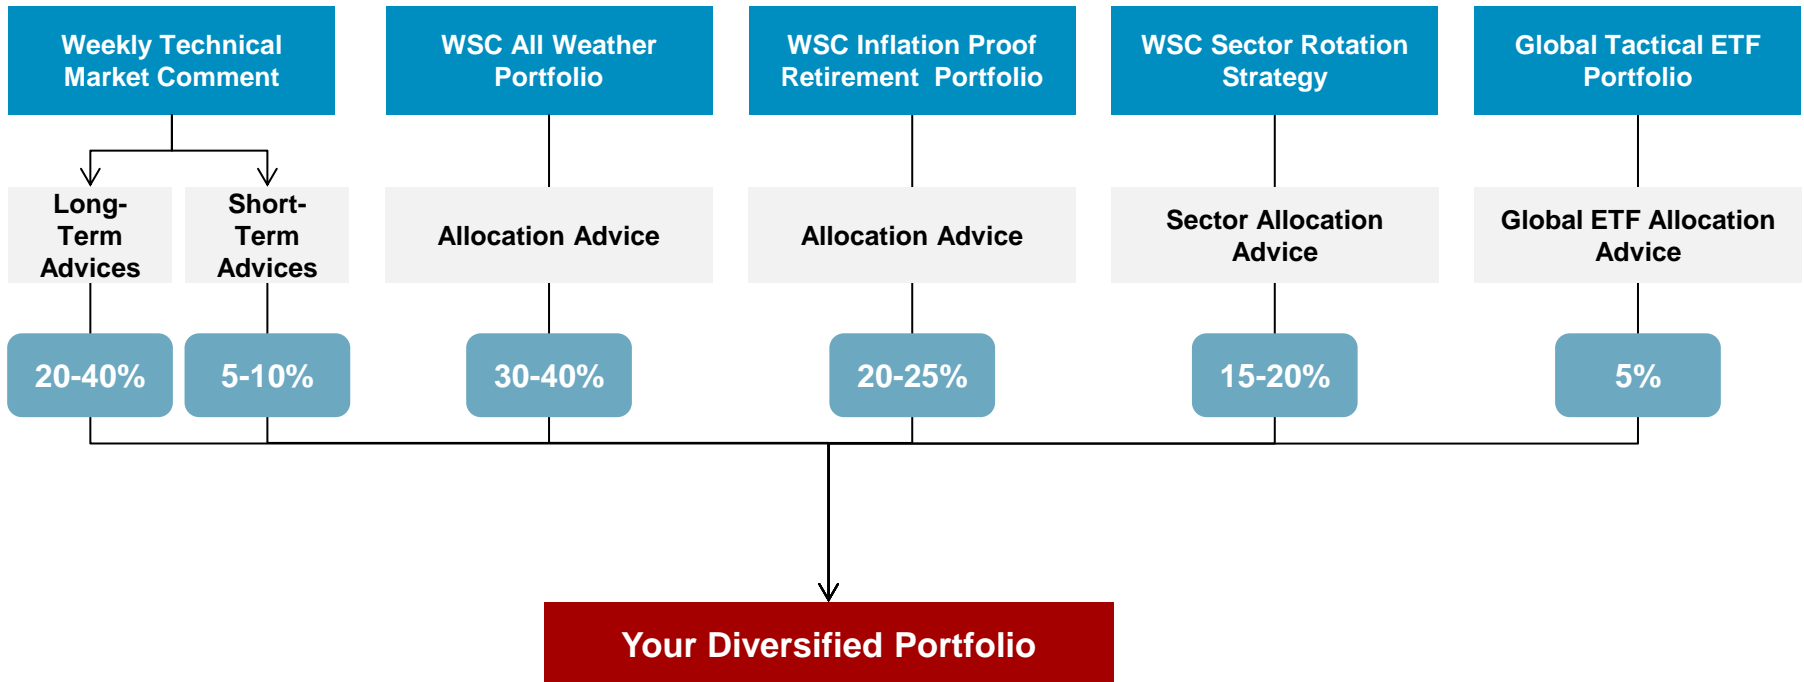 Weekly Technical
Market Comment
WSC All Weather
Portfolio
WSC Inflation Proof
Retirement Portfolio
WSC Sector Rotation
Strategy
Global Tactical ETF
Portfolio
Long-
Term
Advices
Short-
Term
Advices
Allocation Advice
Allocation Advice
Sector Allocation
Advice
Global ETF Allocation
Advice
20-40%
5-10%
30-40%
20-25%
15-20%
5%
Your Diversified Portfolio